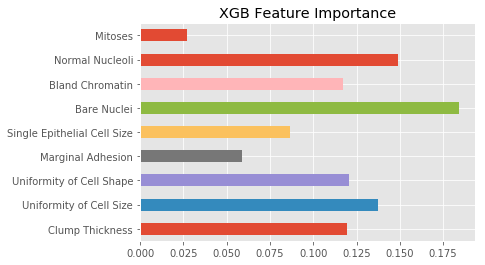 XGB Feature Importance
Mitoses
Normal Nucleoli
Bland Chromatin
Bare Nuclei
Single Epithelial Cell Size
Marginal Adhesion
Uniformity of Cell Shape
Uniformity of Cell Size
Clump Thickness
0.000 0.025 0.050 0.075 0.100 0.125 0.150 0.175